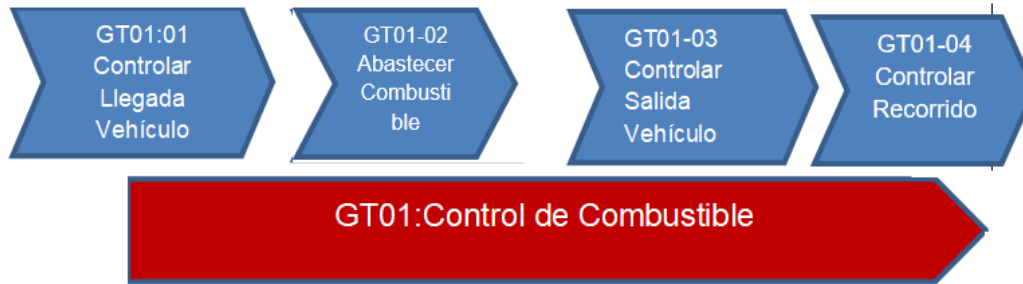 GT01:01
Controlar
Llegada
Vehículo
GT01-02
Abastecer
Combusti
ble
GT01-03
Controlar
Salida
Vehículo
GT01-04
Controlar
Recorrido
GT01:Control de Combustible